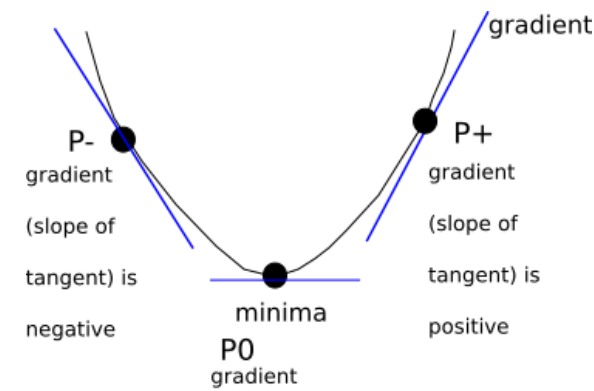 gradient
P-
gradient
(slope of
tangent) is
negative
P+
gradient
(slope of
tangent) is
positive
minima
P0
gradient